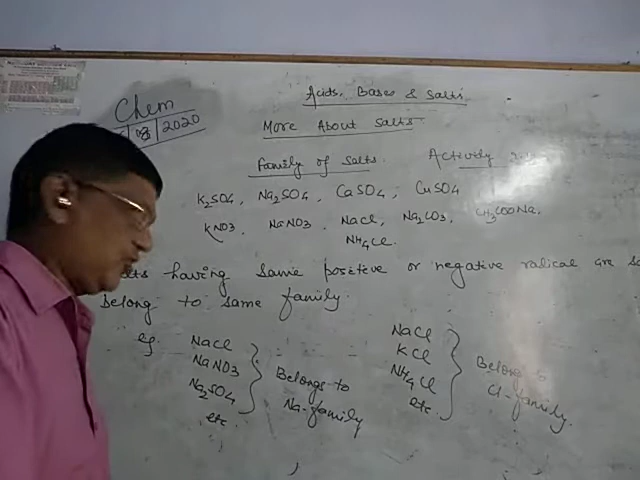 Acids, Bases & Salts
Chem
2020
More About Salts
Family of Salts. Activity
K2SO4, Na2SO4, CaSO4, CuSO4
KNO3, NaNO3, NaCl, Na2CO3, CH3COONa.
NH4Cl.
having same positive or negative radical are
belong to same family.
eg. NaCl
NaNO3
Na2SO4
etc.
Belongs to
Na-family
NaCl
KCl
NH4Cl
etc.
Belongs to
Cl-family.